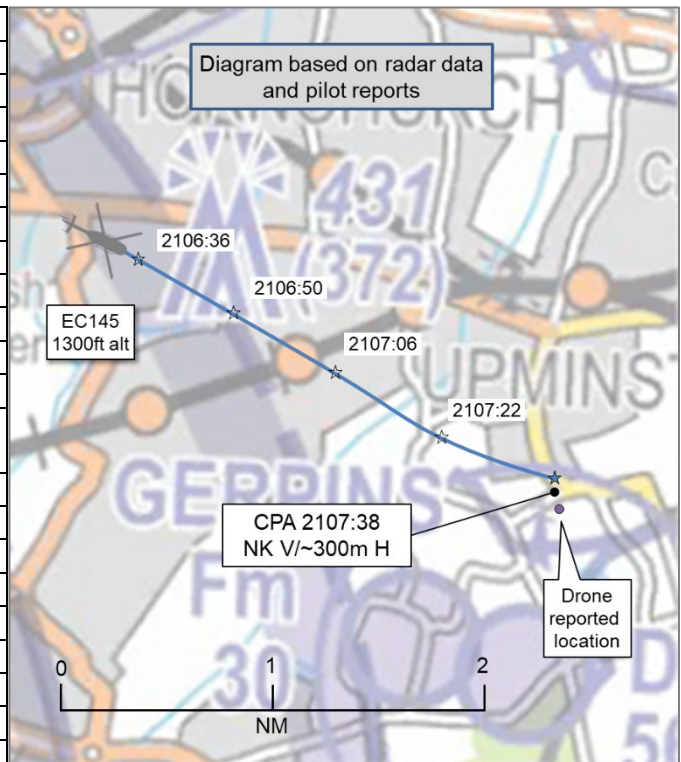 Diagram based on radar data
and pilot reports
HORNCHURCH
431
(372)
2106:36
2106:50
EC145
1300ft alt
2107:06
UPMINST
2107:22
GERPINS
CPA 2107:38
NK V/~300m H
Fm
30
Drone
reported
location
0 1 2
NM